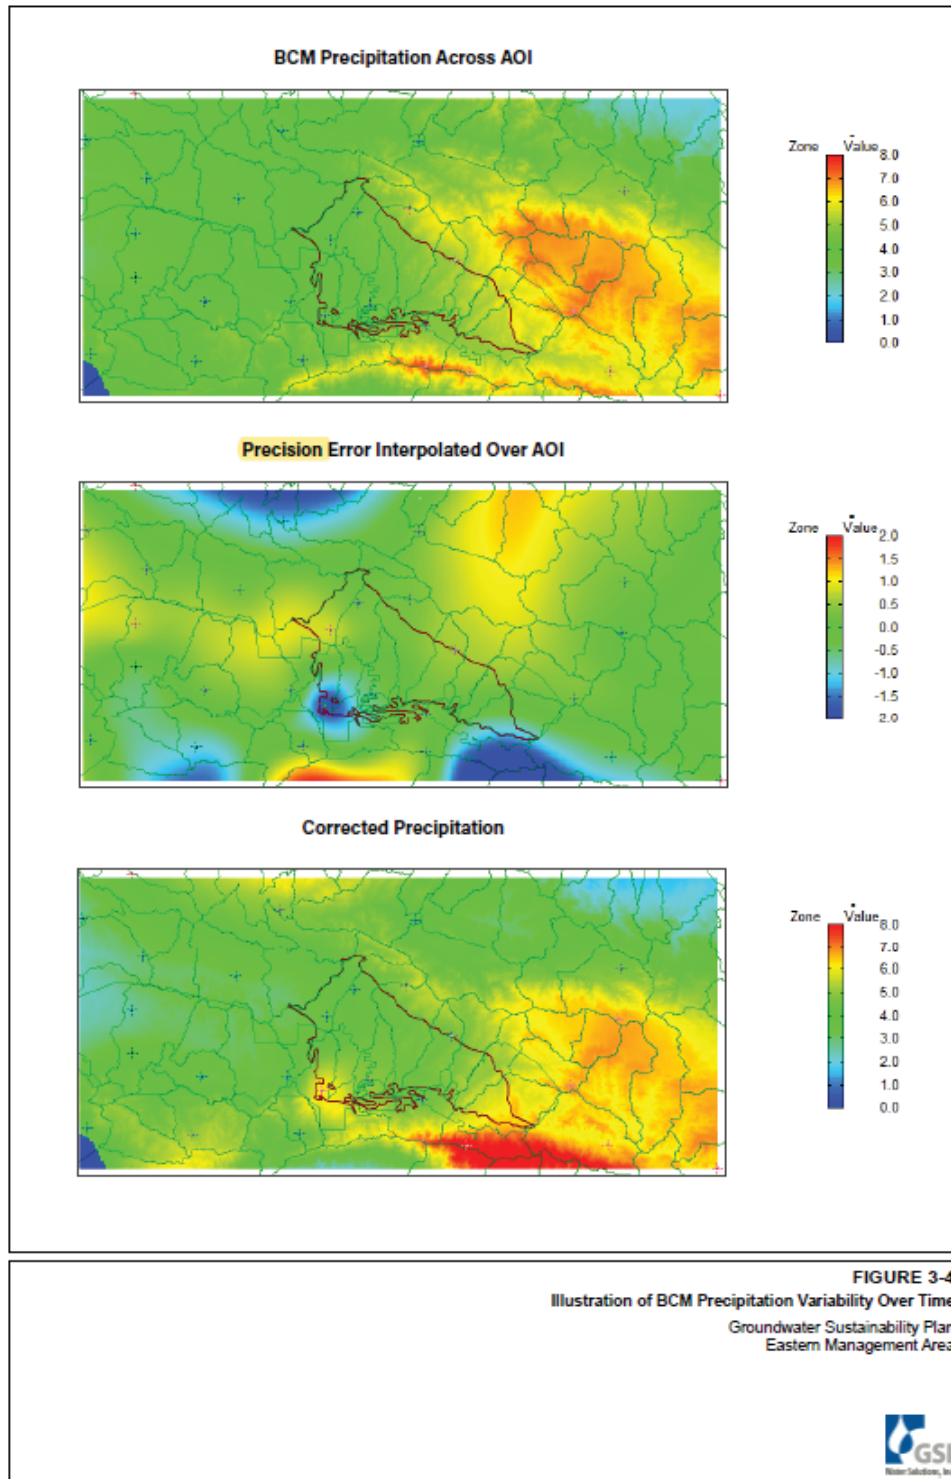 BCM Precipitation Across AOI
Zone Value
8.0
7.0
6.0
5.0
4.0
3.0
2.0
1.0
0.0
Precision Error Interpolated Over AOI
Zone Value
2.0
1.5
1.0
0.5
0.0
-0.5
-1.0
-1.5
2.0
Corrected Precipitation
Zone Value
8.0
7.0
6.0
5.0
4.0
3.0
2.0
1.0
0.0
FIGURE 3-4
Illustration of BCM Precipitation Variability Over Time
Groundwater Sustainability Plan
Eastern Management Area
GSI
Water Solutions, Inc